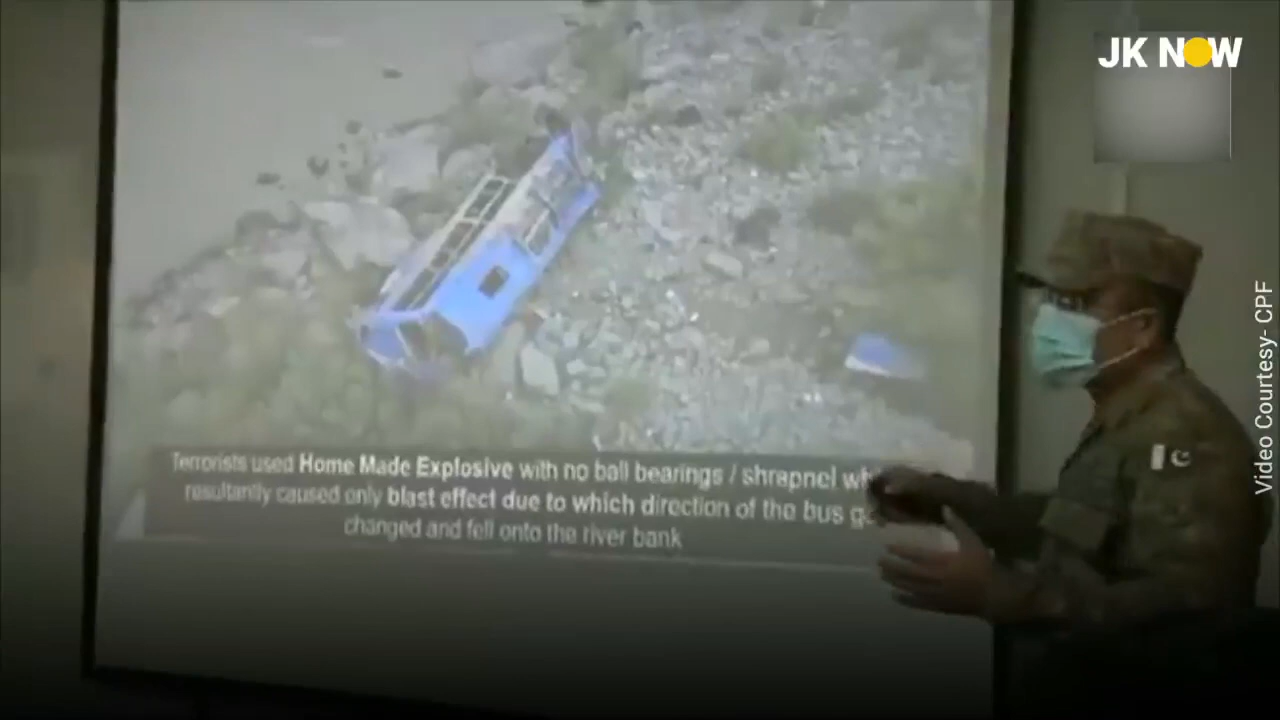 JK NOW
Terrorists used Home Made Explosive with no ball bearings / shrapnel
resultantly caused only blast effect due to which direction of the bus
changed and fell onto the river bank
Video Courtesy- CPF